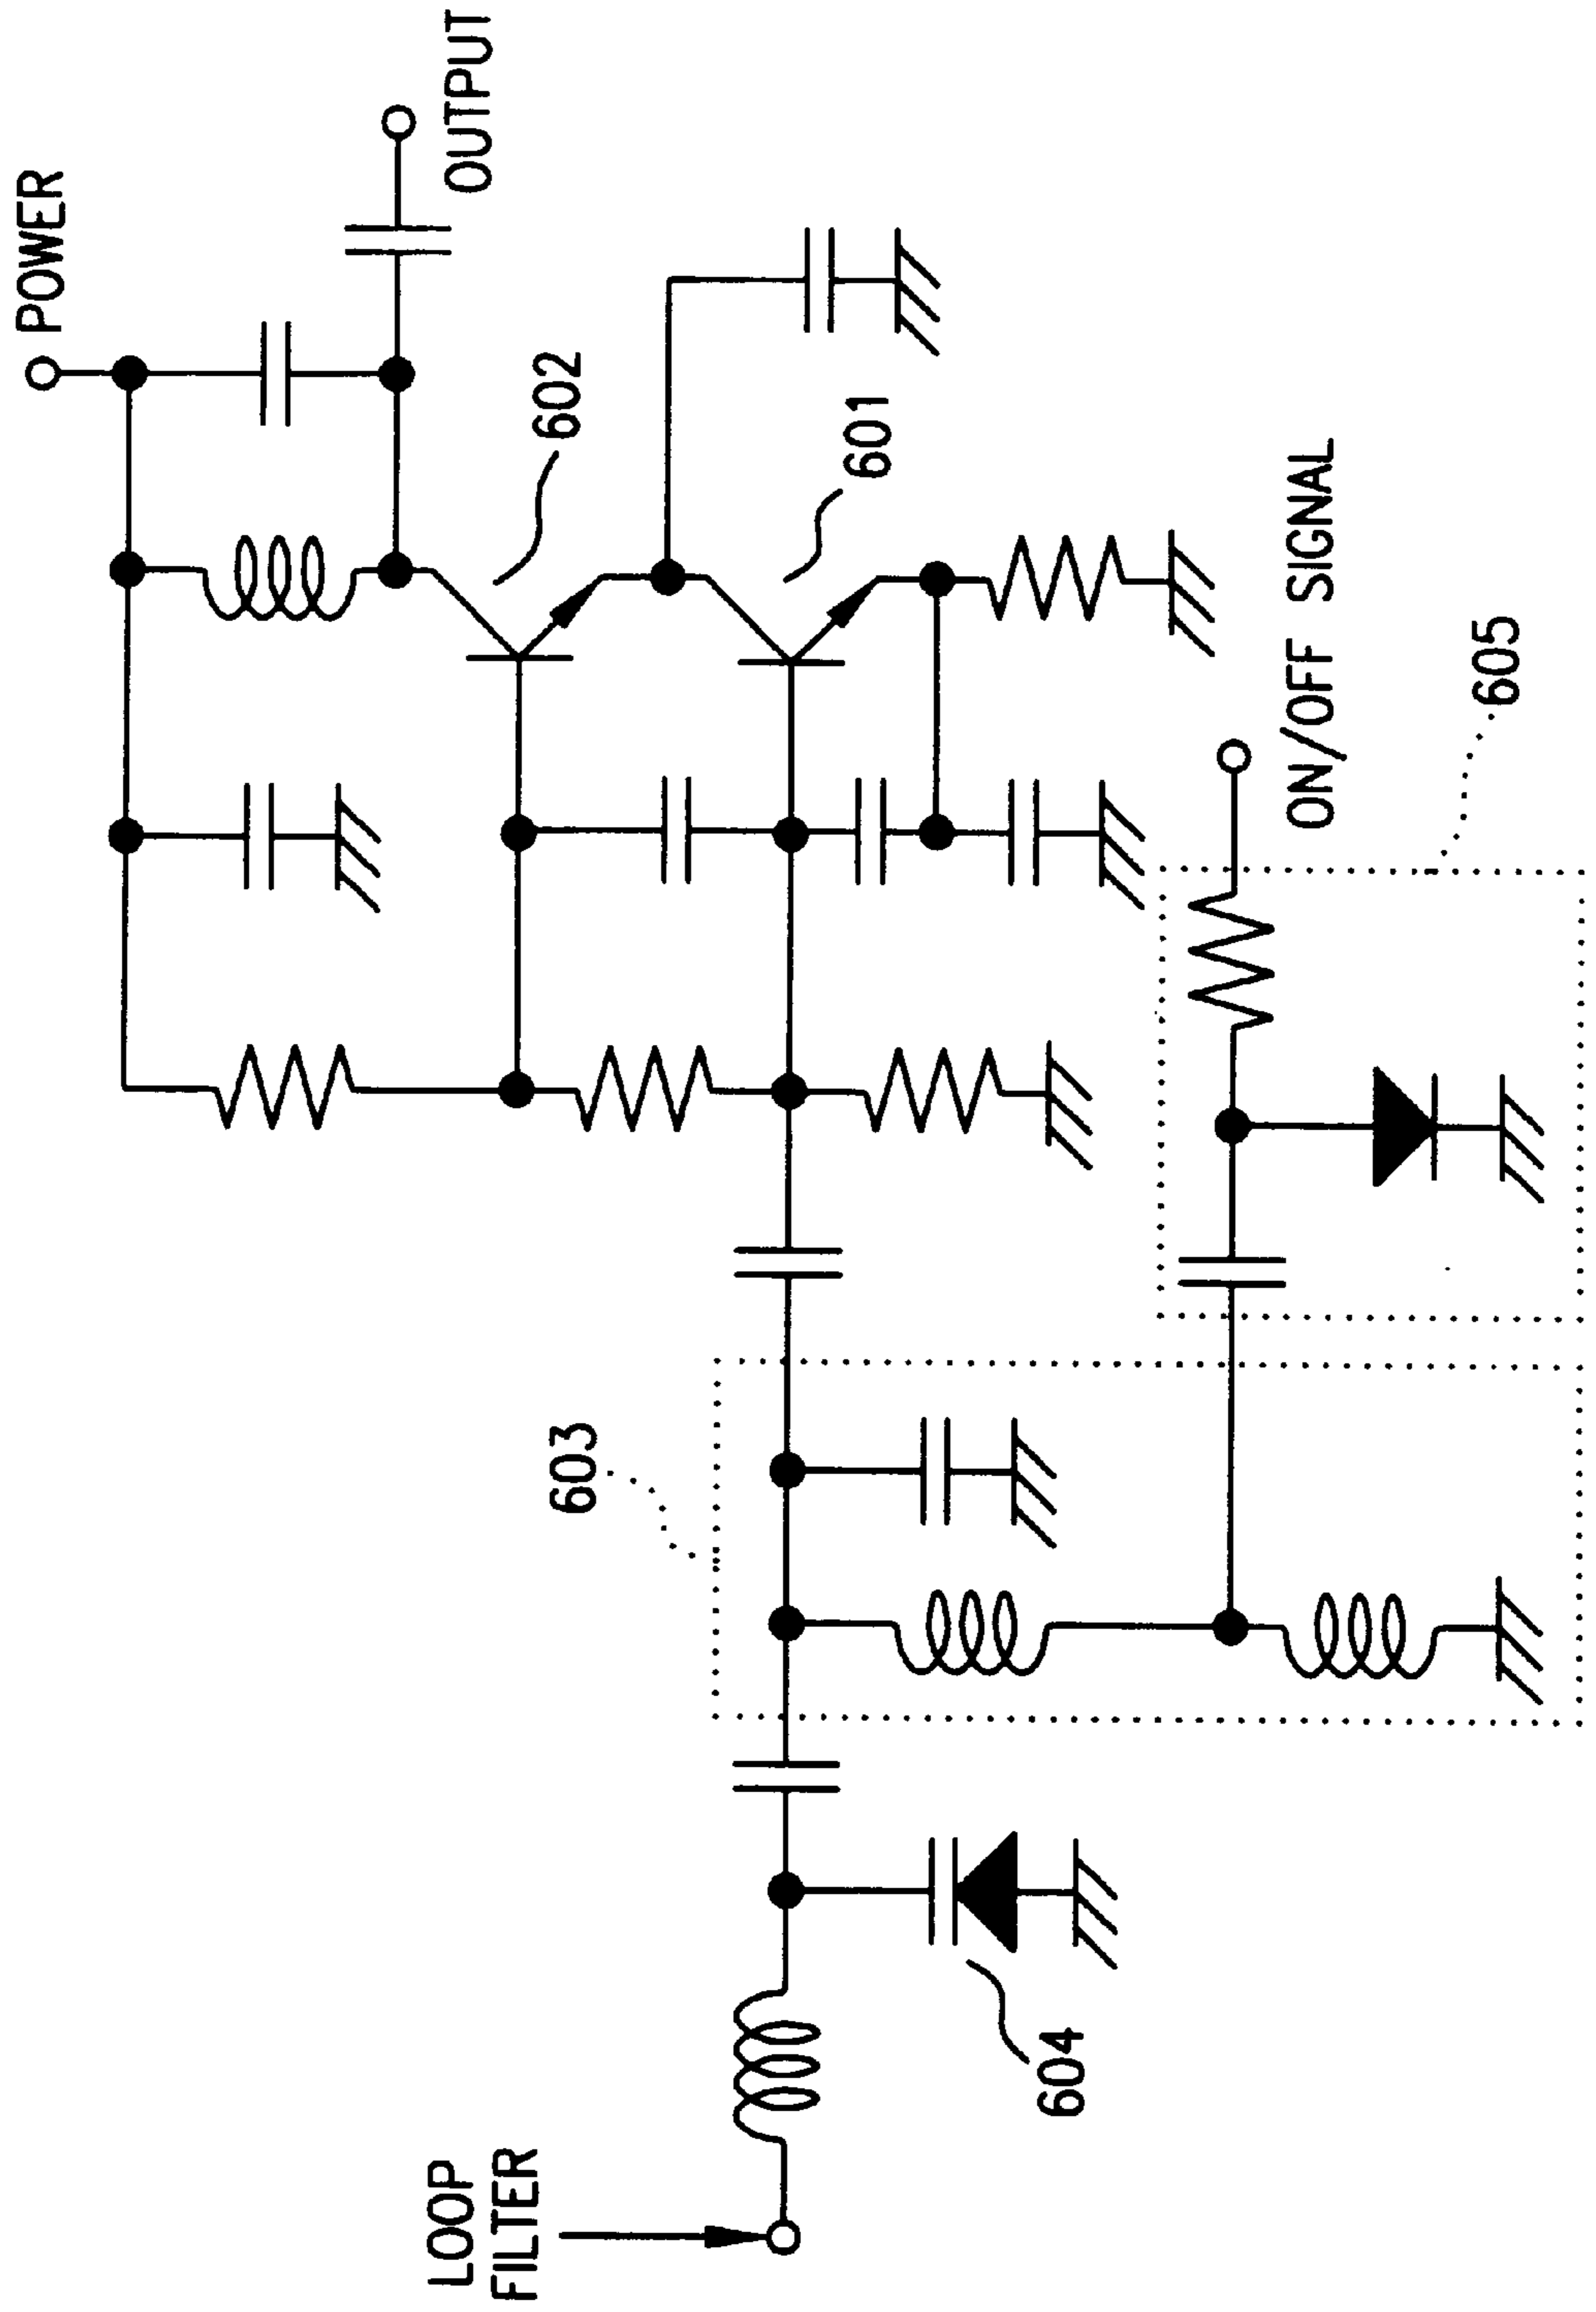 POWER
OUTPUT
602
601
603
LOOP
FILTER
604
ON/OFF SIGNAL
605